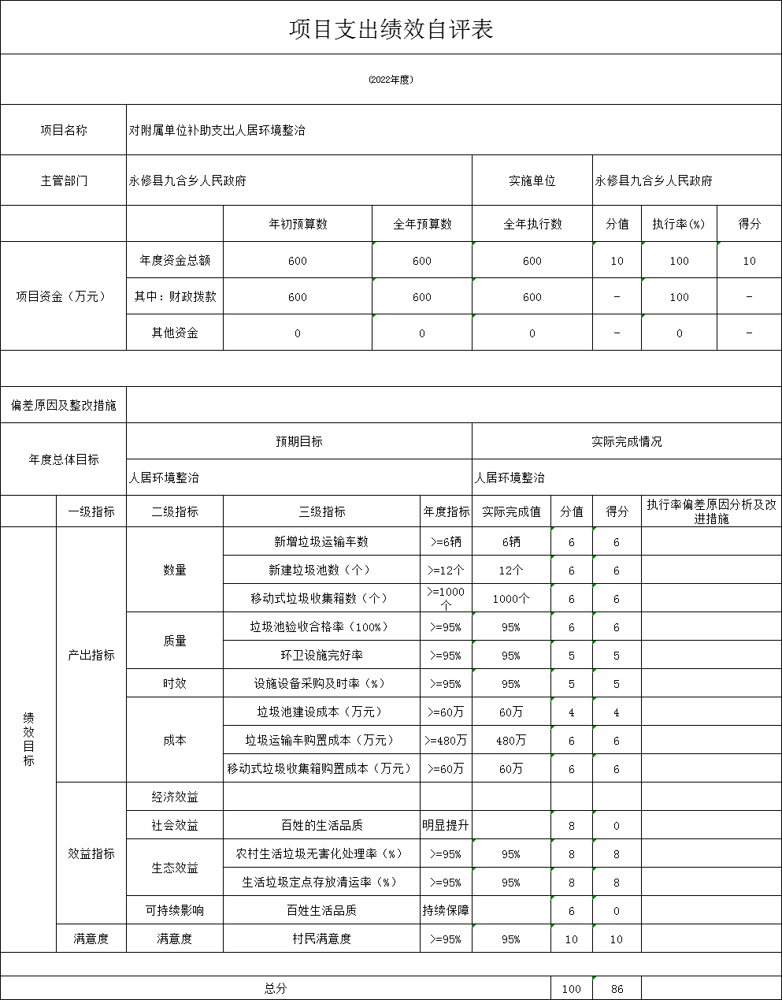 项目支出绩效自评表
(2022年度)
项目名称 对附属单位补助支出人居环境整治
主管部门 永修县九合乡人民政府 实施单位 永修县九合乡人民政府
年初预算数 全年预算数 全年执行数 分值 执行率(%) 得分
项目资金（万元）
年度资金总额 600 600 600 10 100 10
其中：财政拨款 600 600 600 - 100 -
其他资金 0 0 0 - 0 -
偏差原因及整改措施
年度总体目标
预期目标 实际完成情况
人居环境整治 人居环境整治
一级指标 二级指标 三级指标 年度指标 实际完成值 分值 得分 执行率偏差原因分析及改
进措施
绩
效
目
标
产出指标
数量
新增垃圾运输车数 >=6辆 6辆 6 6
新建垃圾池数（个） >=12个 12个 6 6
移动式垃圾收集箱数（个） >=1000
个 1000个 6 6
质量
垃圾池验收合格率（100%） >=95% 95% 6 6
环卫设施完好率 >=95% 95% 5 5
时效 设施设备采购及时率（%） >=95% 95% 5 5
成本
垃圾池建设成本（万元） >=60万 60万 4 4
垃圾运输车购置成本（万元） >=480万 480万 6 6
移动式垃圾收集箱购置成本（万元） >=60万 60万 6 6
效益指标
经济效益
社会效益 百姓的生活品质 明显提升 8 0
生态效益
农村生活垃圾无害化处理率（%） >=95% 95% 8 8
生活垃圾定点存放清运率（%） >=95% 95% 8 8
可持续影响 百姓生活品质 持续保障 6 0
满意度 满意度 村民满意度 >=95% 95% 10 10
总分 100 86